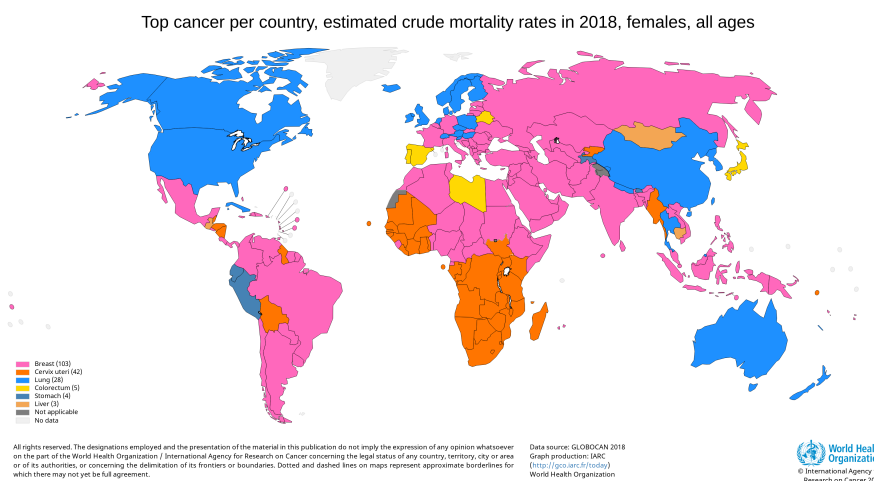 Top cancer per country, estimated crude mortality rates in 2018, females, all ages
Breast (103)
Cervix uteri (42)
Lung (28)
Colorectum (5)
Stomach (4)
Liver (3)
Not applicable
No data
All rights reserved. The designations employed and the presentation of the material in this publication do not imply the expression of any opinion whatsoever
on the part of the World Health Organization / International Agency for Research on Cancer concerning the legal status of any country, territory, city or area
or of its authorities, or concerning the delimitation of its frontiers or boundaries. Dotted and dashed lines on maps represent approximate borderlines for
which there may not yet be full agreement.
Data source: GLOBOCAN 2018
Graph production: IARC
(http://gco.iarc.fr/today)
World Health Organization
World Heal
Organizatio
© International Agency
Research on Cancer 20